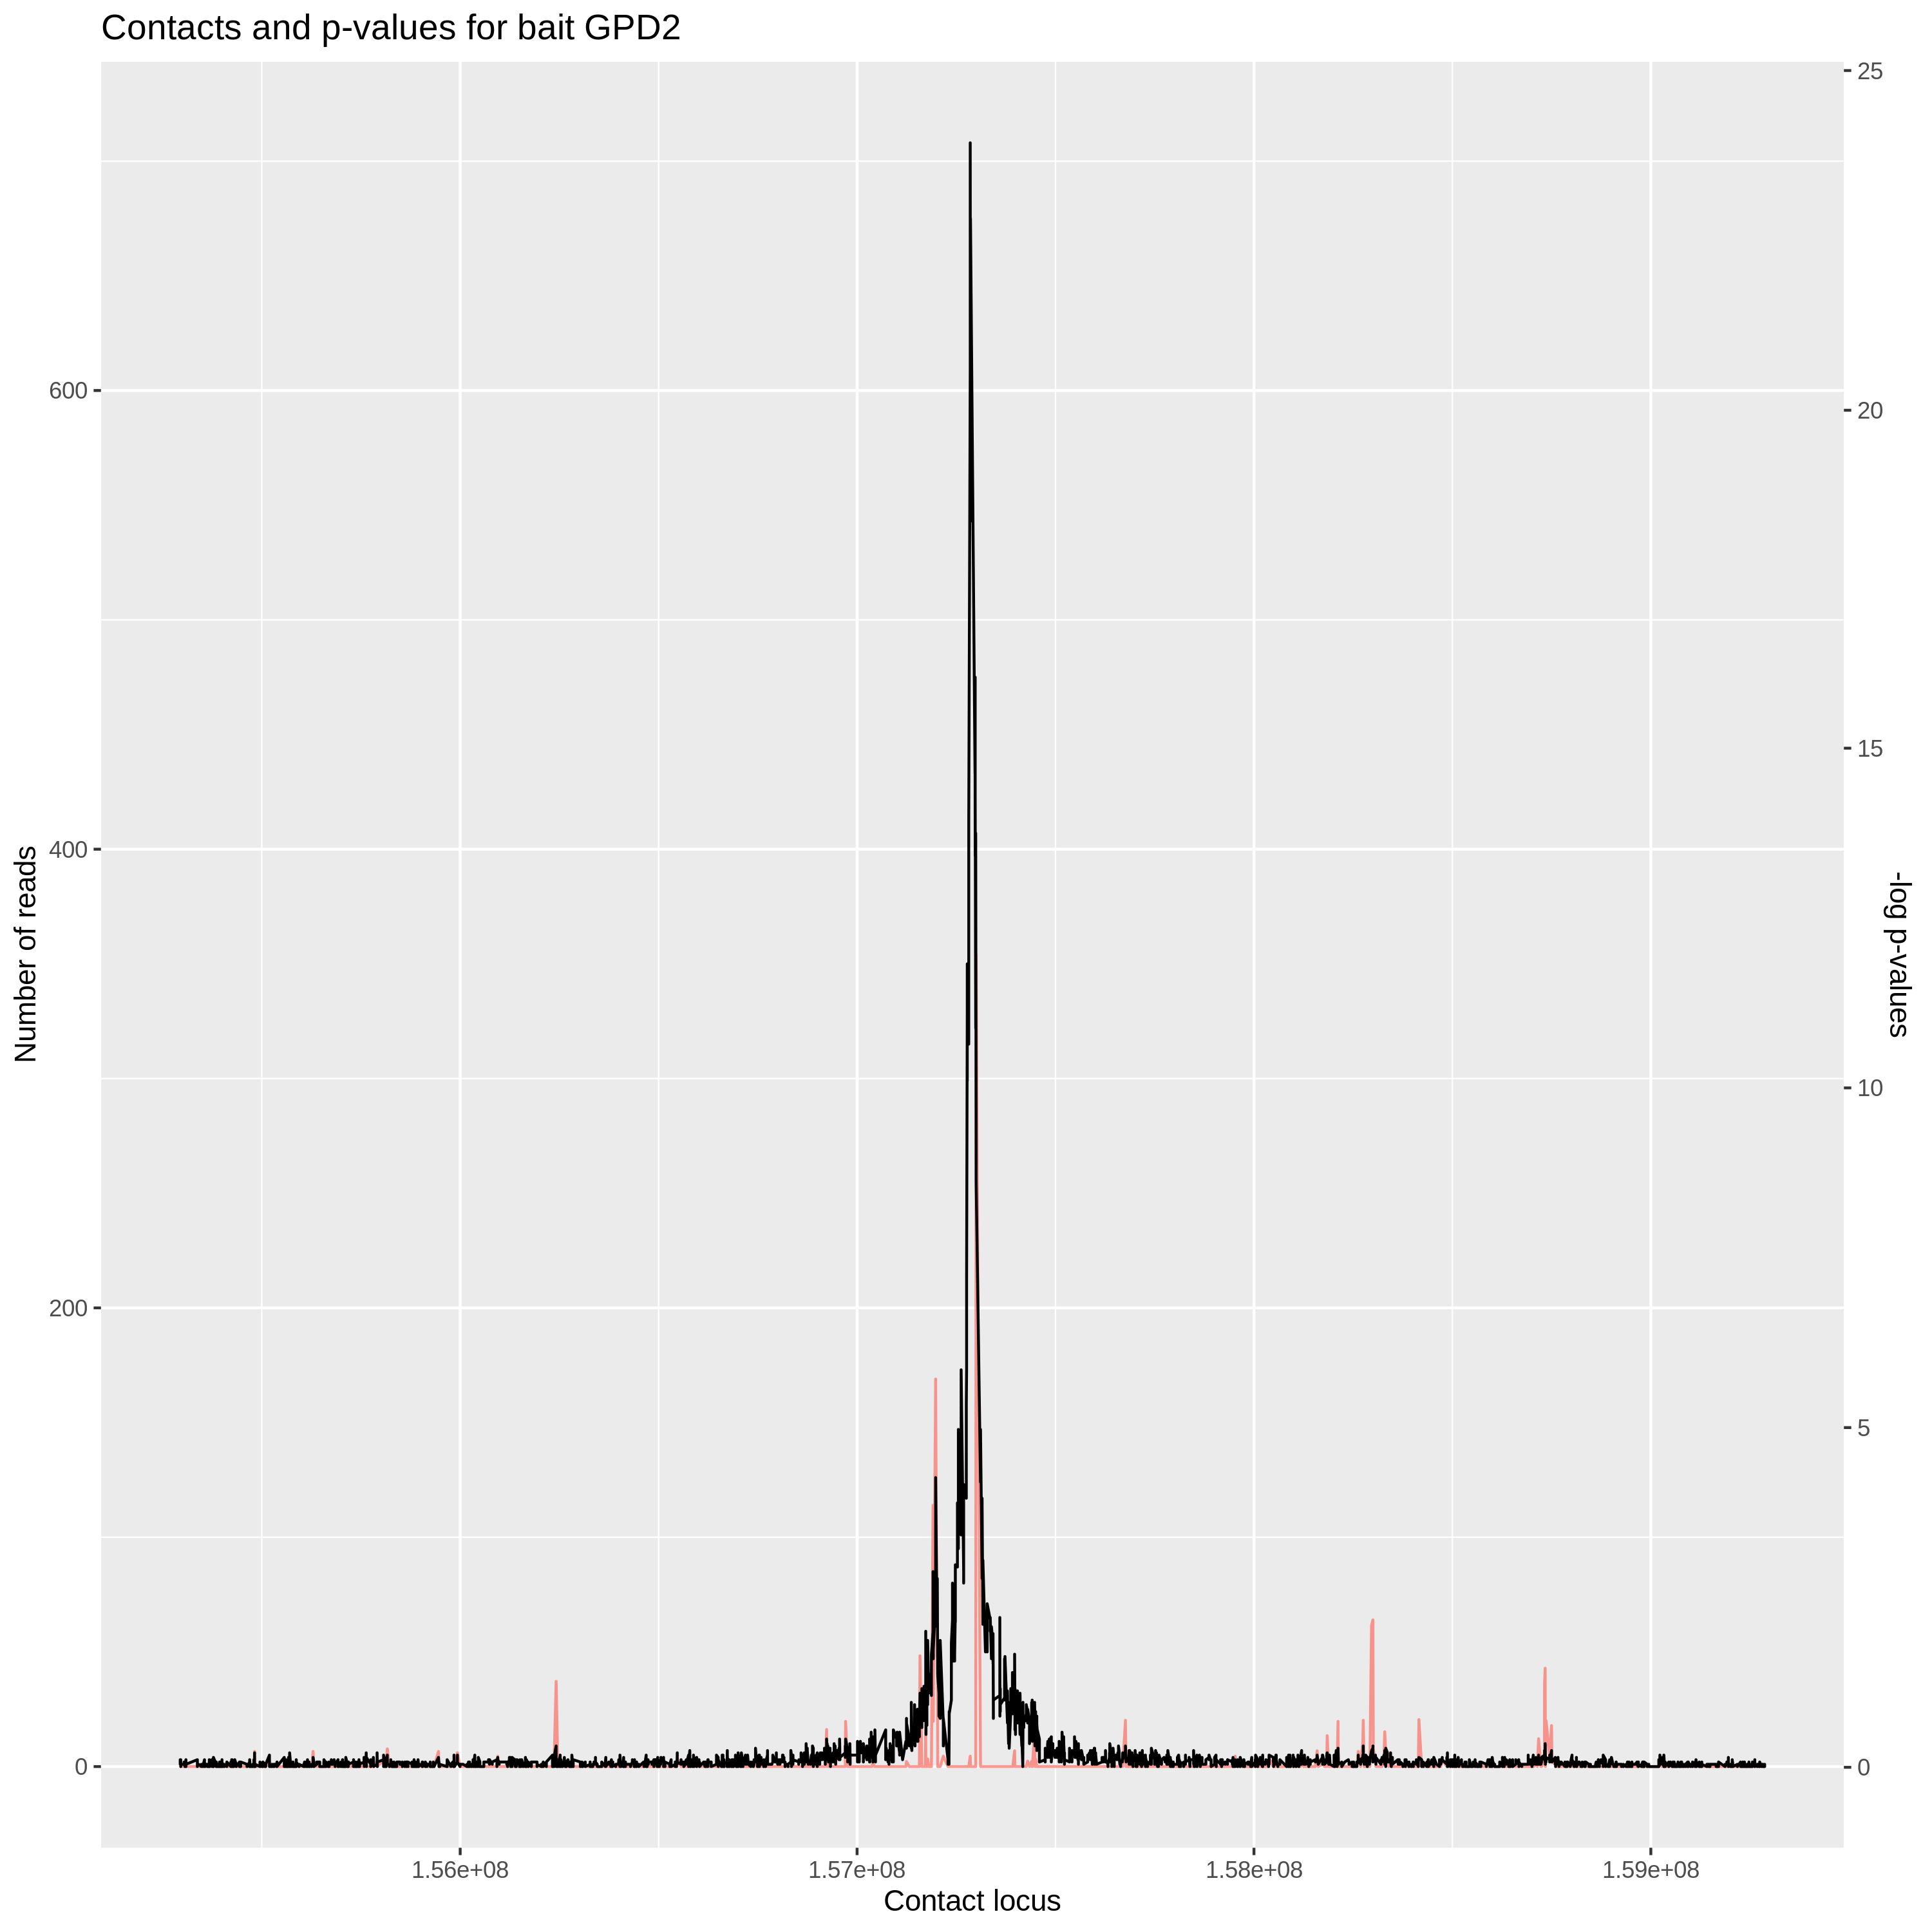 Contacts and p-values for bait GPD2
25
20
15
10
5
0
-log p-values
600
400
200
0
Number of reads
1.56e+08
1.57e+08
1.58e+08
1.59e+08
Contact locus